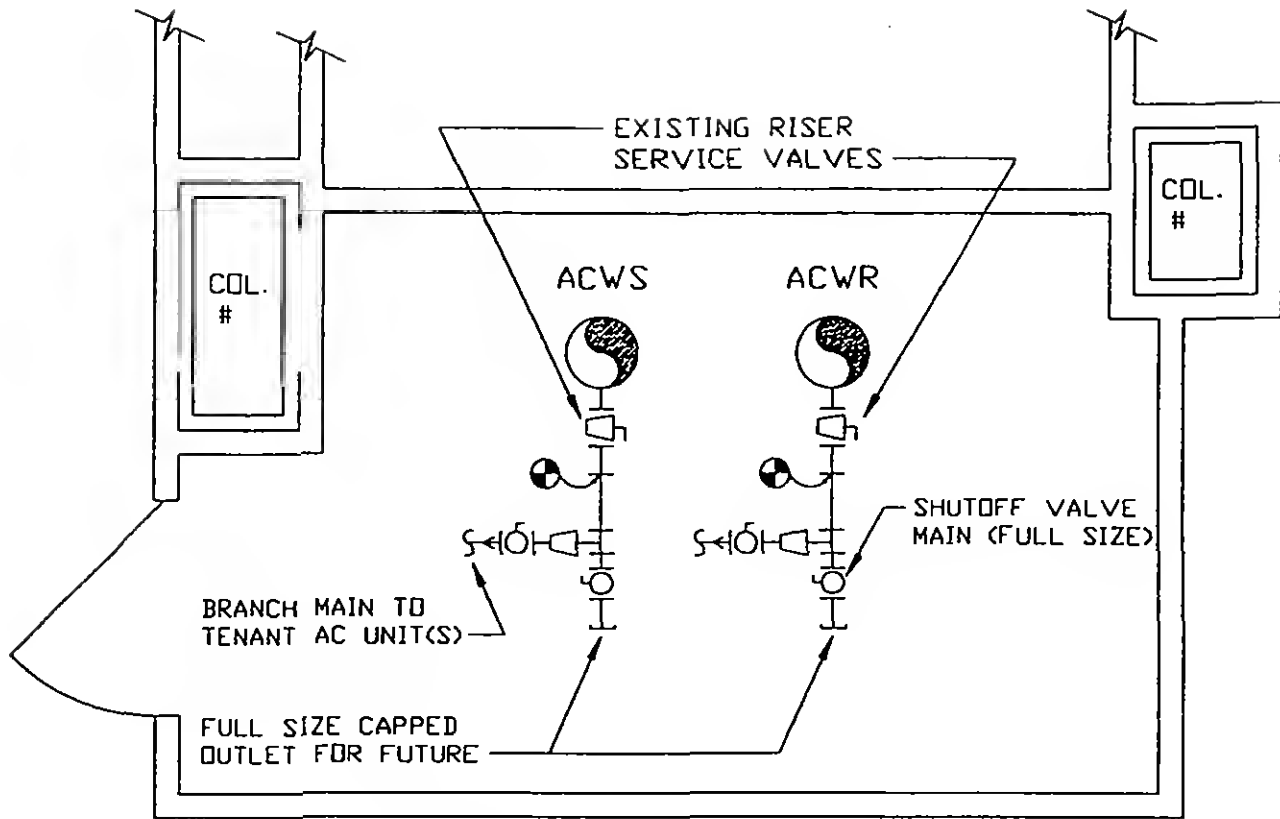 EXISTING RISER
SERVICE VALVES
COL.
#
COL.
#
ACWS
ACWR
SHUTOFF VALVE
MAIN (FULL SIZE)
BRANCH MAIN TO
TENANT AC UNIT(S)
FULL SIZE CAPPED
OUTLET FOR FUTURE